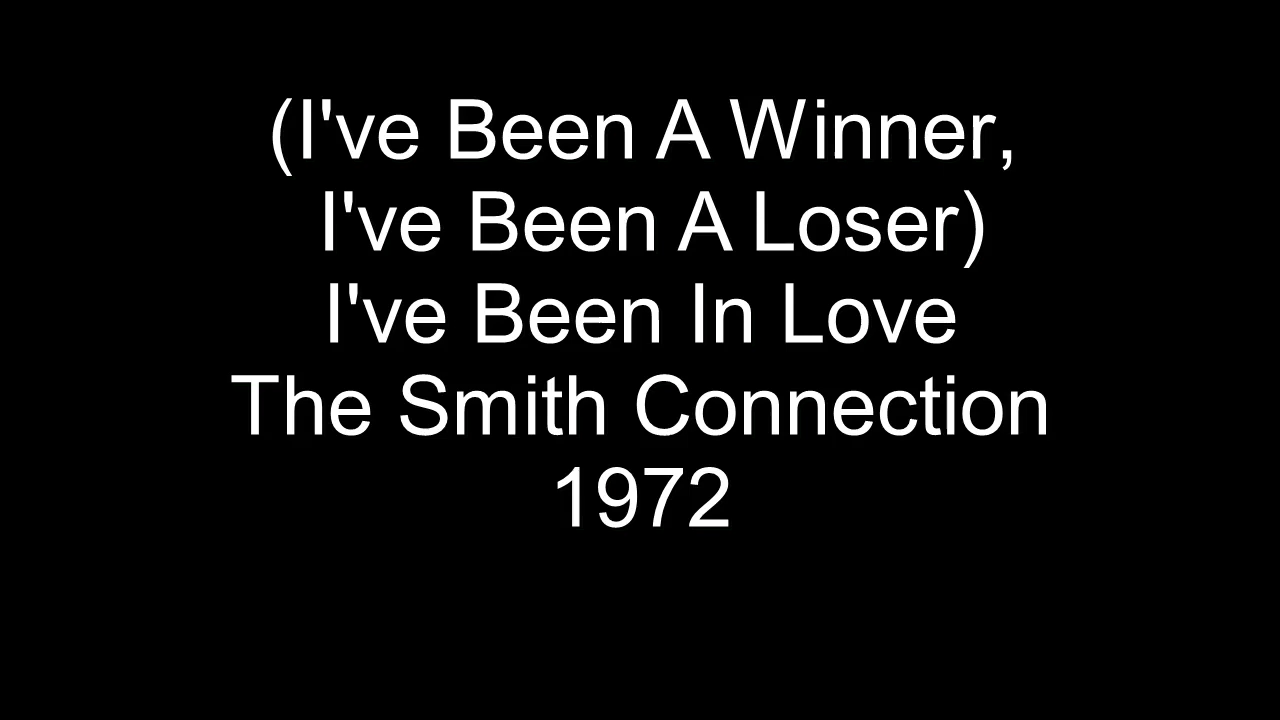 (I've Been A Winner,
I've Been A Loser)
I've Been In Love
The Smith Connection
1972